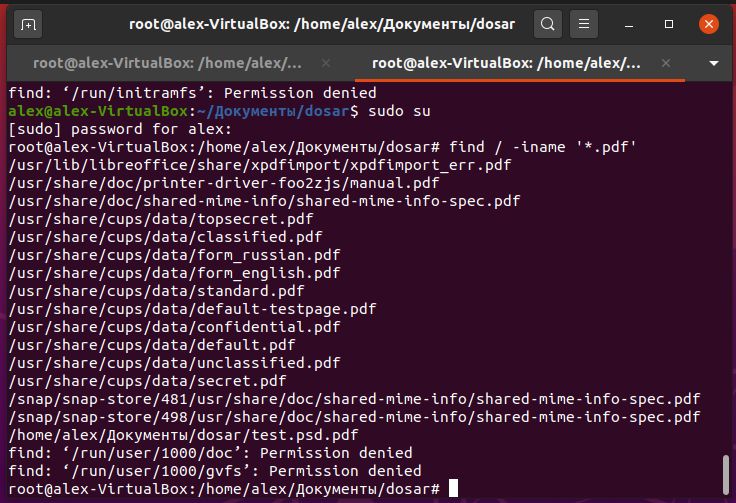 root@alex-VirtualBox: /home/alex/Документы/dosar
root@alex-VirtualBox: /home/alex/... × root@alex-VirtualBox: /home/alex/... ×
find: ‘/run/initramfs’: Permission denied
alex@alex-VirtualBox:~/Документы/dosar$ sudo su
[sudo] password for alex:
root@alex-VirtualBox:/home/alex/Документы/dosar# find / -iname '*.pdf'
/usr/lib/libreoffice/share/xpdfimport/xpdfimport_err.pdf
/usr/share/doc/printer-driver-foo2zjs/manual.pdf
/usr/share/doc/shared-mime-info/shared-mime-info-spec.pdf
/usr/share/cups/data/topsecret.pdf
/usr/share/cups/data/classified.pdf
/usr/share/cups/data/form_russian.pdf
/usr/share/cups/data/form_english.pdf
/usr/share/cups/data/standard.pdf
/usr/share/cups/data/default-testpage.pdf
/usr/share/cups/data/confidential.pdf
/usr/share/cups/data/default.pdf
/usr/share/cups/data/unclassified.pdf
/usr/share/cups/data/secret.pdf
/snap/snap-store/481/usr/share/doc/shared-mime-info/shared-mime-info-spec.pdf
/snap/snap-store/498/usr/share/doc/shared-mime-info/shared-mime-info-spec.pdf
/home/alex/Документы/dosar/test.psd.pdf
find: ‘/run/user/1000/doc’: Permission denied
find: ‘/run/user/1000/gvfs’: Permission denied
root@alex-VirtualBox:/home/alex/Документы/dosar#